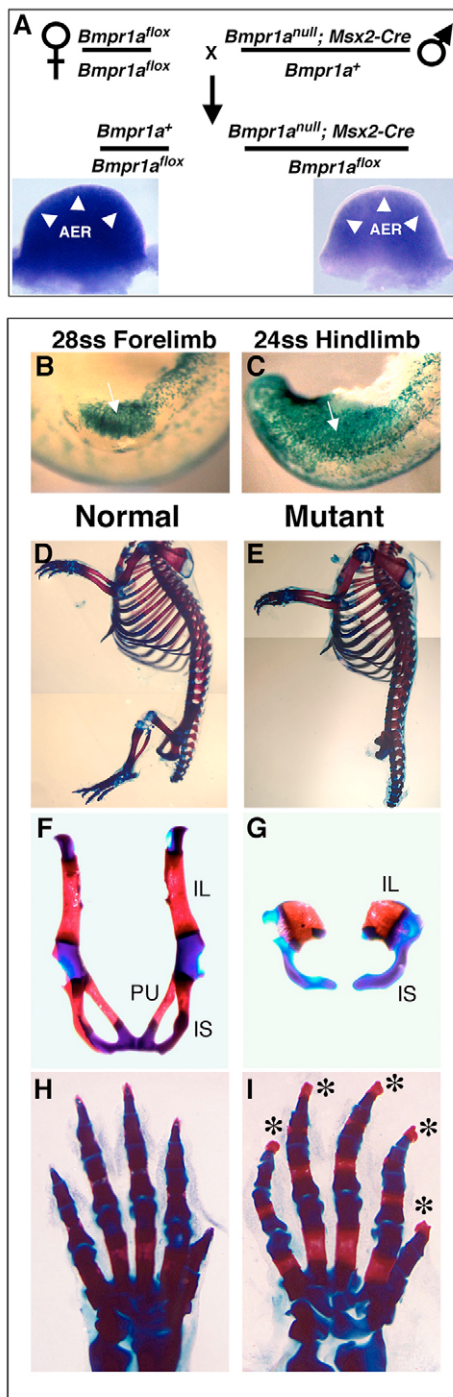 A
Bmpr1a^flox
Bmpr1a^flox
X
Bmpr1a^null; Msx2-Cre
Bmpr1a^+
Bmpr1a^+
Bmpr1a^flox
Bmpr1a^null; Msx2-Cre
Bmpr1a^flox
AER
AER
28ss Forelimb
24ss Hindlimb
B
C
Normal
Mutant
D
E
F
IL
PU
IS
G
IL
IS
H
I
* * * * *